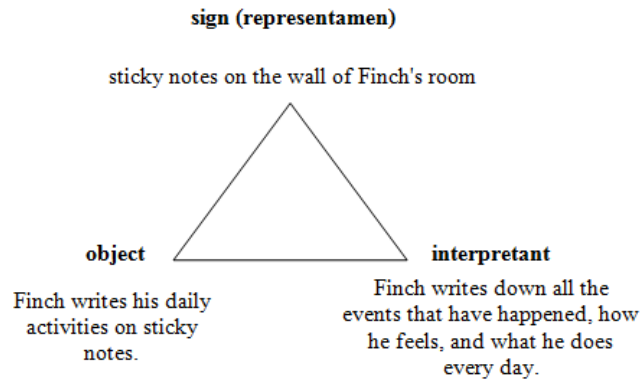 sign (representamen)
sticky notes on the wall of Finch's room
object
Finch writes his daily
activities on sticky
notes.
interpretant
Finch writes down all the
events that have happened, how
he feels, and what he does
every day.